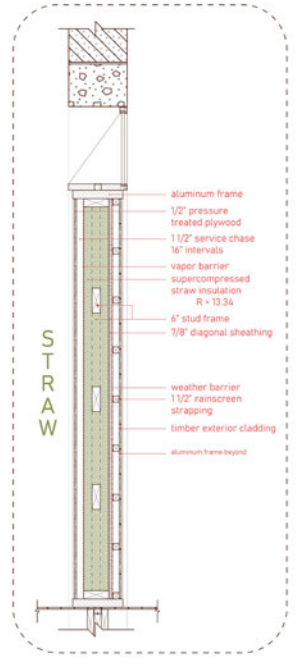 aluminum frame
1/2" pressure
treated plywood
1 1/2" service chase
16" intervals
vapor barrier
supercompressed
straw insulation
R = 13.34
6" stud frame
7/8" diagonal sheathing
STRAW
weather barrier
1 1/2" rainscreen
strapping
timber exterior cladding
aluminum frame beyond